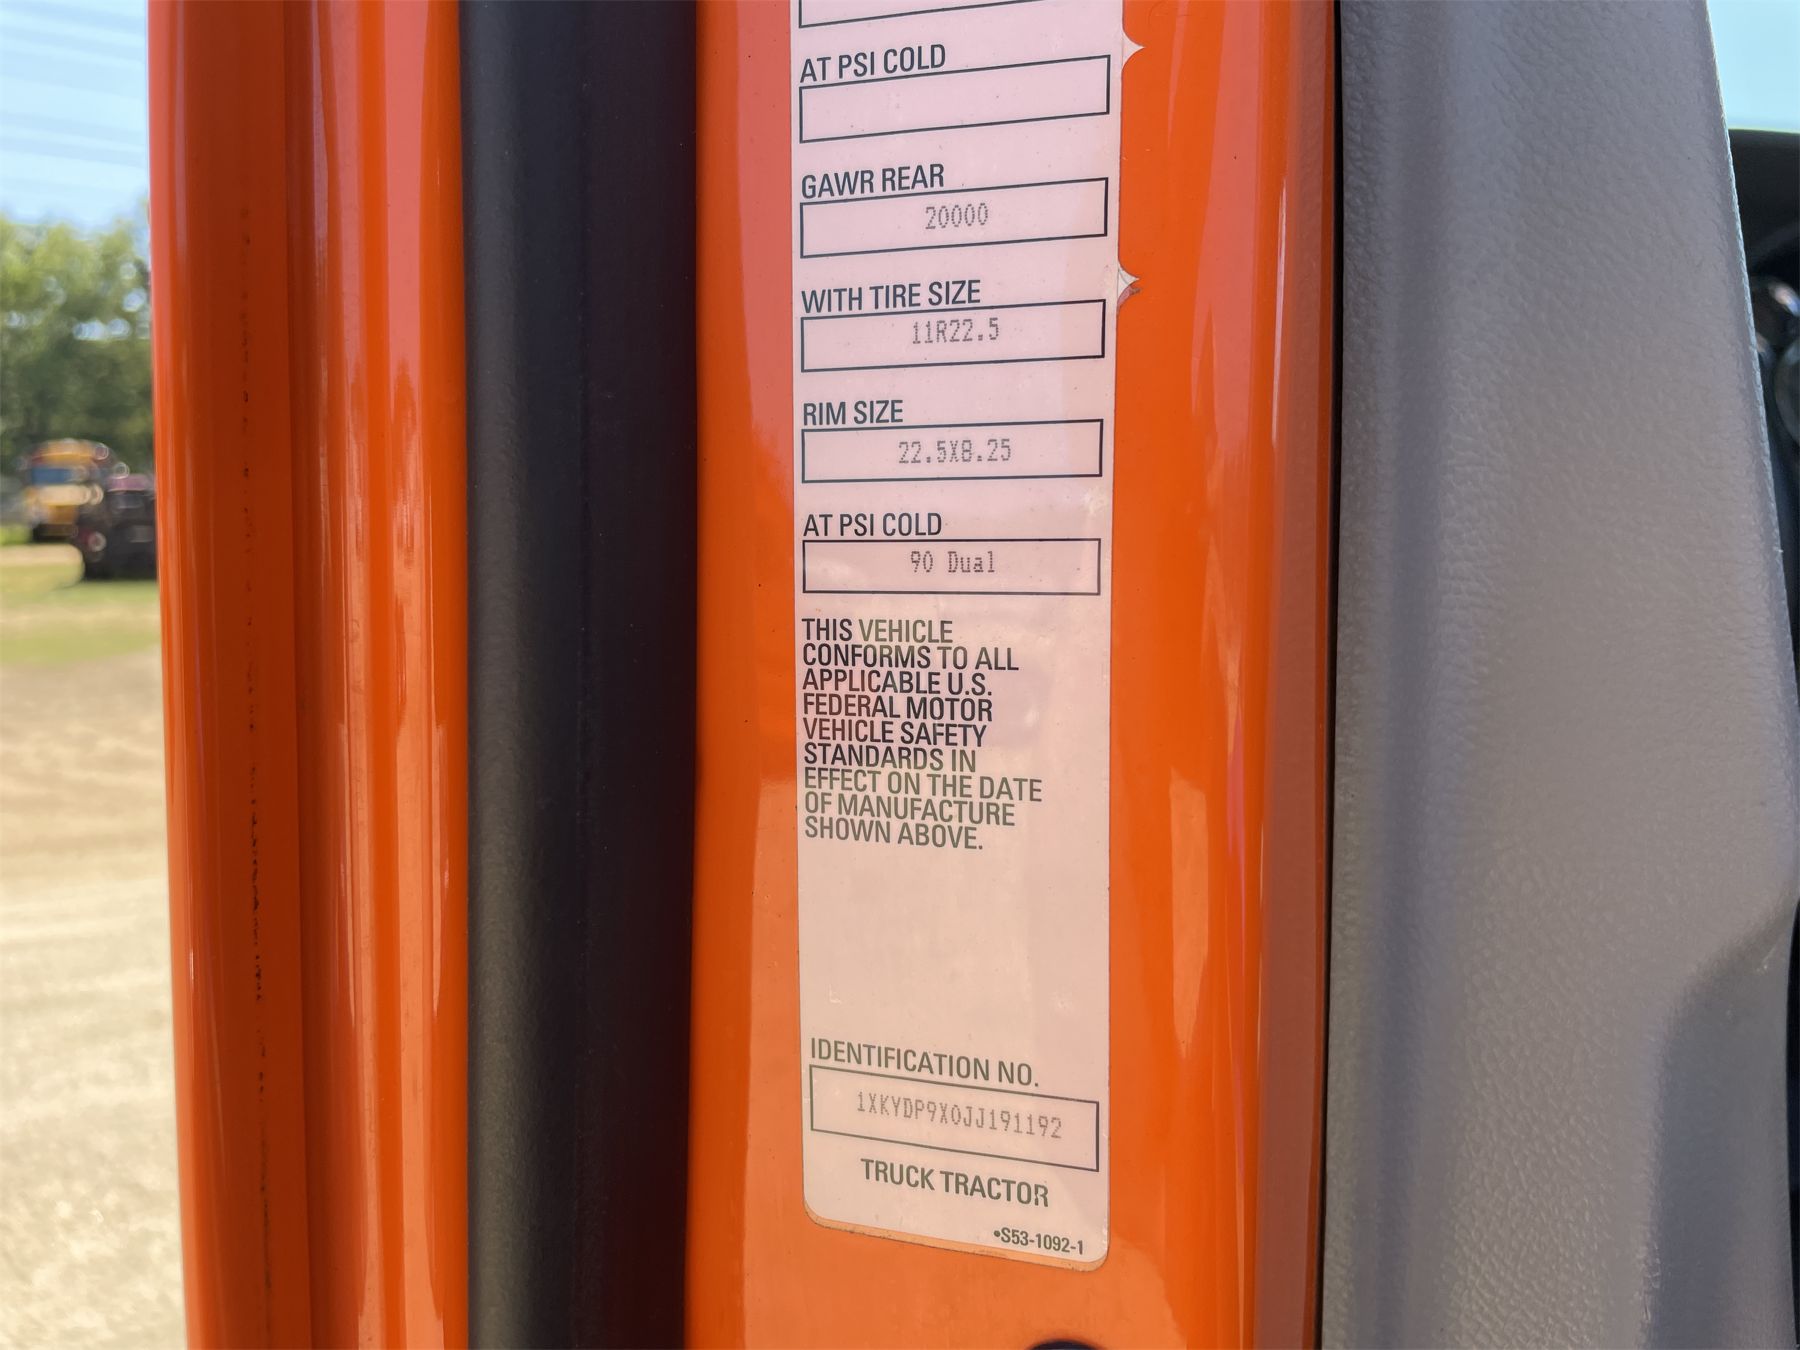 AT PSI COLD
GAWR REAR
20000
WITH TIRE SIZE
11R22.5
RIM SIZE
22.5X8.25
AT PSI COLD
90 Dual
THIS VEHICLE
CONFORMS TO ALL
APPLICABLE U.S.
FEDERAL MOTOR
VEHICLE SAFETY
STANDARDS IN
EFFECT ON THE DATE
OF MANUFACTURE
SHOWN ABOVE.
IDENTIFICATION NO.
1XKYDP9X0JJ191192
TRUCK TRACTOR
•S53-1092-1